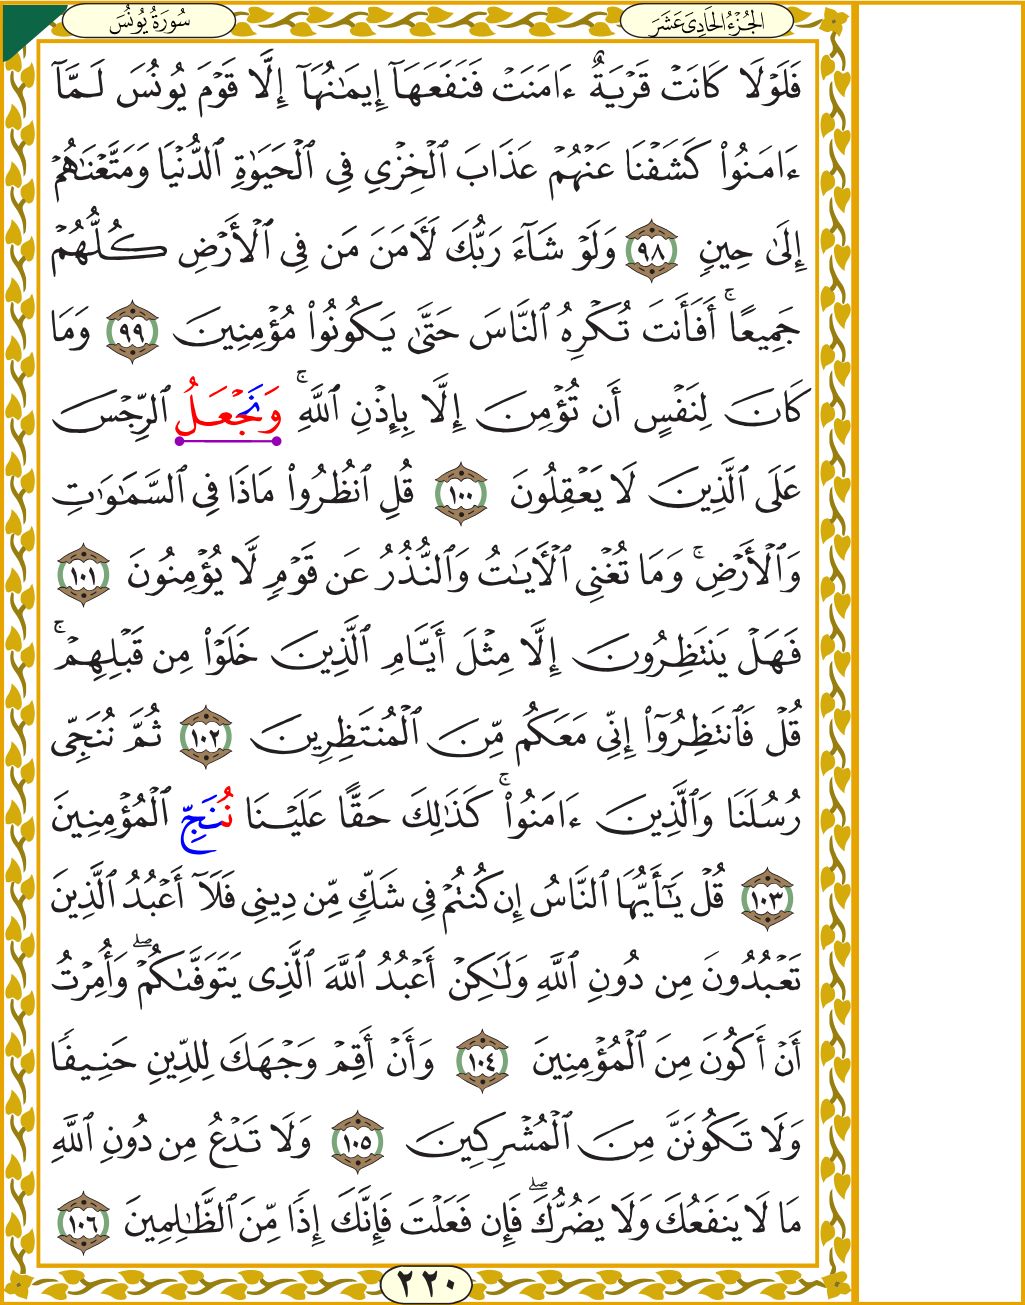 سُورَةُ يُونُسَ
الجُزْءُ الحَادِىَ عَشَرَ
فَلَوْلَا كَانَتْ قَرْيَةٌ ءَامَنَتْ فَنَفَعَهَآ إِيمَـٰنُهَآ إِلَّا قَوْمَ يُونُسَ لَمَّآ
ءَامَنُوا۟ كَشَفْنَا عَنْهُمْ عَذَابَ ٱلْخِزْىِ فِى ٱلْحَيَوٰةِ ٱلدُّنْيَا وَمَتَّعْنَـٰهُمْ
إِلَىٰ حِينٍ ٩٨ وَلَوْ شَآءَ رَبُّكَ لَـَٔامَنَ مَن فِى ٱلْأَرْضِ كُلُّهُمْ
جَمِيعًا ۚ أَفَأَنتَ تُكْرِهُ ٱلنَّاسَ حَتَّىٰ يَكُونُوا۟ مُؤْمِنِينَ ٩٩ وَمَا
كَانَ لِنَفْسٍ أَن تُؤْمِنَ إِلَّا بِإِذْنِ ٱللَّهِ ۚ وَنَجْعَلُ ٱلرِّجْسَ
عَلَى ٱلَّذِينَ لَا يَعْقِلُونَ ١٠٠ قُلِ ٱنظُرُوا۟ مَاذَا فِى ٱلسَّمَـٰوَٰتِ
وَٱلْأَرْضِ ۚ وَمَا تُغْنِى ٱلْـَٔايَـٰتُ وَٱلنُّذُرُ عَن قَوْمٍ لَّا يُؤْمِنُونَ ١٠١
فَهَلْ يَنتَظِرُونَ إِلَّا مِثْلَ أَيَّامِ ٱلَّذِينَ خَلَوْا۟ مِن قَبْلِهِمْ ۚ
قُلْ فَٱنتَظِرُوٓا۟ إِنِّى مَعَكُم مِّنَ ٱلْمُنتَظِرِينَ ١٠٢ ثُمَّ نُنَجِّى
رُسُلَنَا وَٱلَّذِينَ ءَامَنُوا۟ ۚ كَذَٰلِكَ حَقًّا عَلَيْنَا نُنَجِّ ٱلْمُؤْمِنِينَ
١٠٣ قُلْ يَـٰٓأَيُّهَا ٱلنَّاسُ إِن كُنتُمْ فِى شَكٍّ مِّن دِينِى فَلَآ أَعْبُدُ ٱلَّذِينَ
تَعْبُدُونَ مِن دُونِ ٱللَّهِ وَلَـٰكِنْ أَعْبُدُ ٱللَّهَ ٱلَّذِى يَتَوَفَّىٰكُمْ ۖ وَأُمِرْتُ
أَنْ أَكُونَ مِنَ ٱلْمُؤْمِنِينَ ١٠٤ وَأَنْ أَقِمْ وَجْهَكَ لِلدِّينِ حَنِيفًا
وَلَا تَكُونَنَّ مِنَ ٱلْمُشْرِكِينَ ١٠٥ وَلَا تَدْعُ مِن دُونِ ٱللَّهِ
مَا لَا يَنفَعُكَ وَلَا يَضُرُّكَ ۖ فَإِن فَعَلْتَ فَإِنَّكَ إِذًا مِّنَ ٱلظَّـٰلِمِينَ ١٠٦
٢٢٠